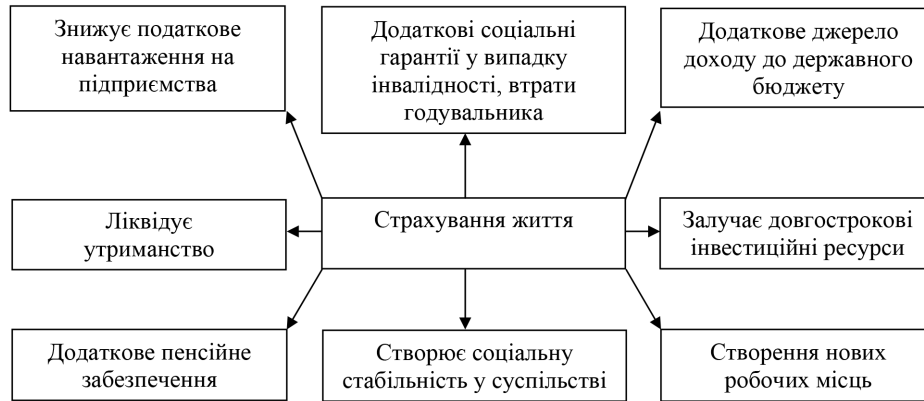 Знижує податкове
навантаження на
підприємства
Додаткові соціальні
гарантії у випадку
інвалідності, втрати
годувальника
Додаткове джерело
доходу до державного
бюджету
Ліквідує
утриманство
Страхування життя
Залучає довгострокові
інвестиційні ресурси
Додаткове пенсійне
забезпечення
Створює соціальну
стабільність у суспільстві
Створення нових
робочих місць